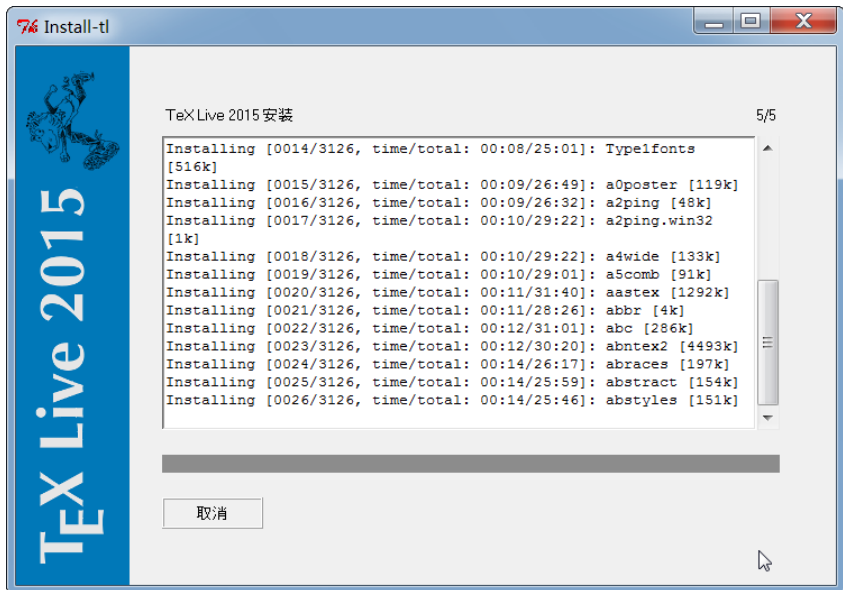 Install-tl
TeX Live 2015
TeX Live 2015 安装
5/5
Installing [0014/3126, time/total: 00:08/25:01]: Type1fonts
[516k]
Installing [0015/3126, time/total: 00:09/26:49]: a0poster [119k]
Installing [0016/3126, time/total: 00:09/26:32]: a2ping [48k]
Installing [0017/3126, time/total: 00:10/29:22]: a2ping.win32
[1k]
Installing [0018/3126, time/total: 00:10/29:22]: a4wide [133k]
Installing [0019/3126, time/total: 00:10/29:01]: a5comb [91k]
Installing [0020/3126, time/total: 00:11/31:40]: aastex [1292k]
Installing [0021/3126, time/total: 00:11/28:26]: abbr [4k]
Installing [0022/3126, time/total: 00:12/31:01]: abc [286k]
Installing [0023/3126, time/total: 00:12/30:20]: abntex2 [4493k]
Installing [0024/3126, time/total: 00:14/26:17]: abraces [197k]
Installing [0025/3126, time/total: 00:14/25:59]: abstract [154k]
Installing [0026/3126, time/total: 00:14/25:46]: abstyles [151k]
取消